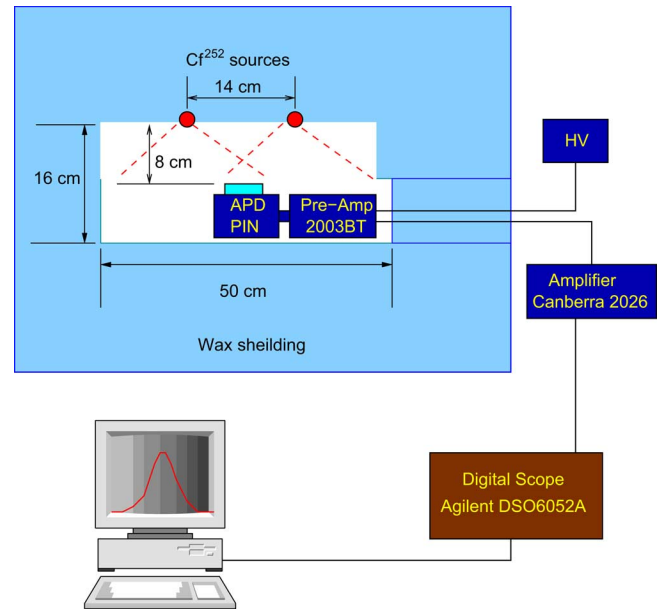 Cf²⁵² sources
14 cm
8 cm
16 cm
APD
PIN
Pre−Amp
2003BT
HV
50 cm
Amplifier
Canberra 2026
Wax sheilding
Digital Scope
Agilent DSO6052A